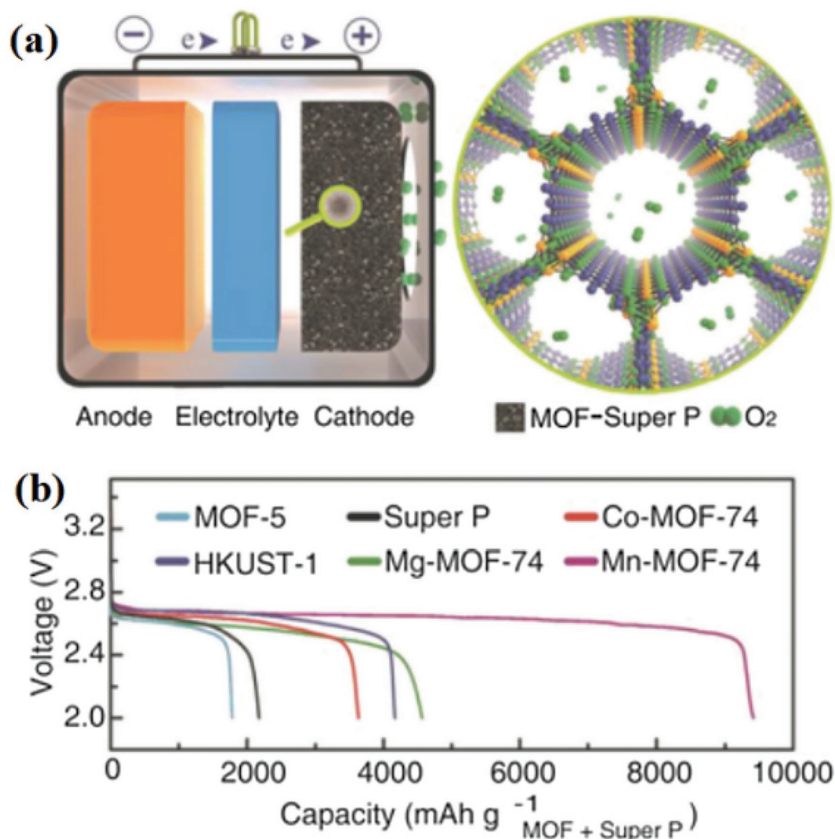 (a)
− e➤ e➤ +
Anode Electrolyte Cathode
MOF-Super P O₂
(b)
MOF-5 Super P Co-MOF-74
HKUST-1 Mg-MOF-74 Mn-MOF-74
Voltage (V)
3.2
2.8
2.4
2.0
0 2000 4000 6000 8000 10000
Capacity (mAh g⁻¹ MOF + Super P)